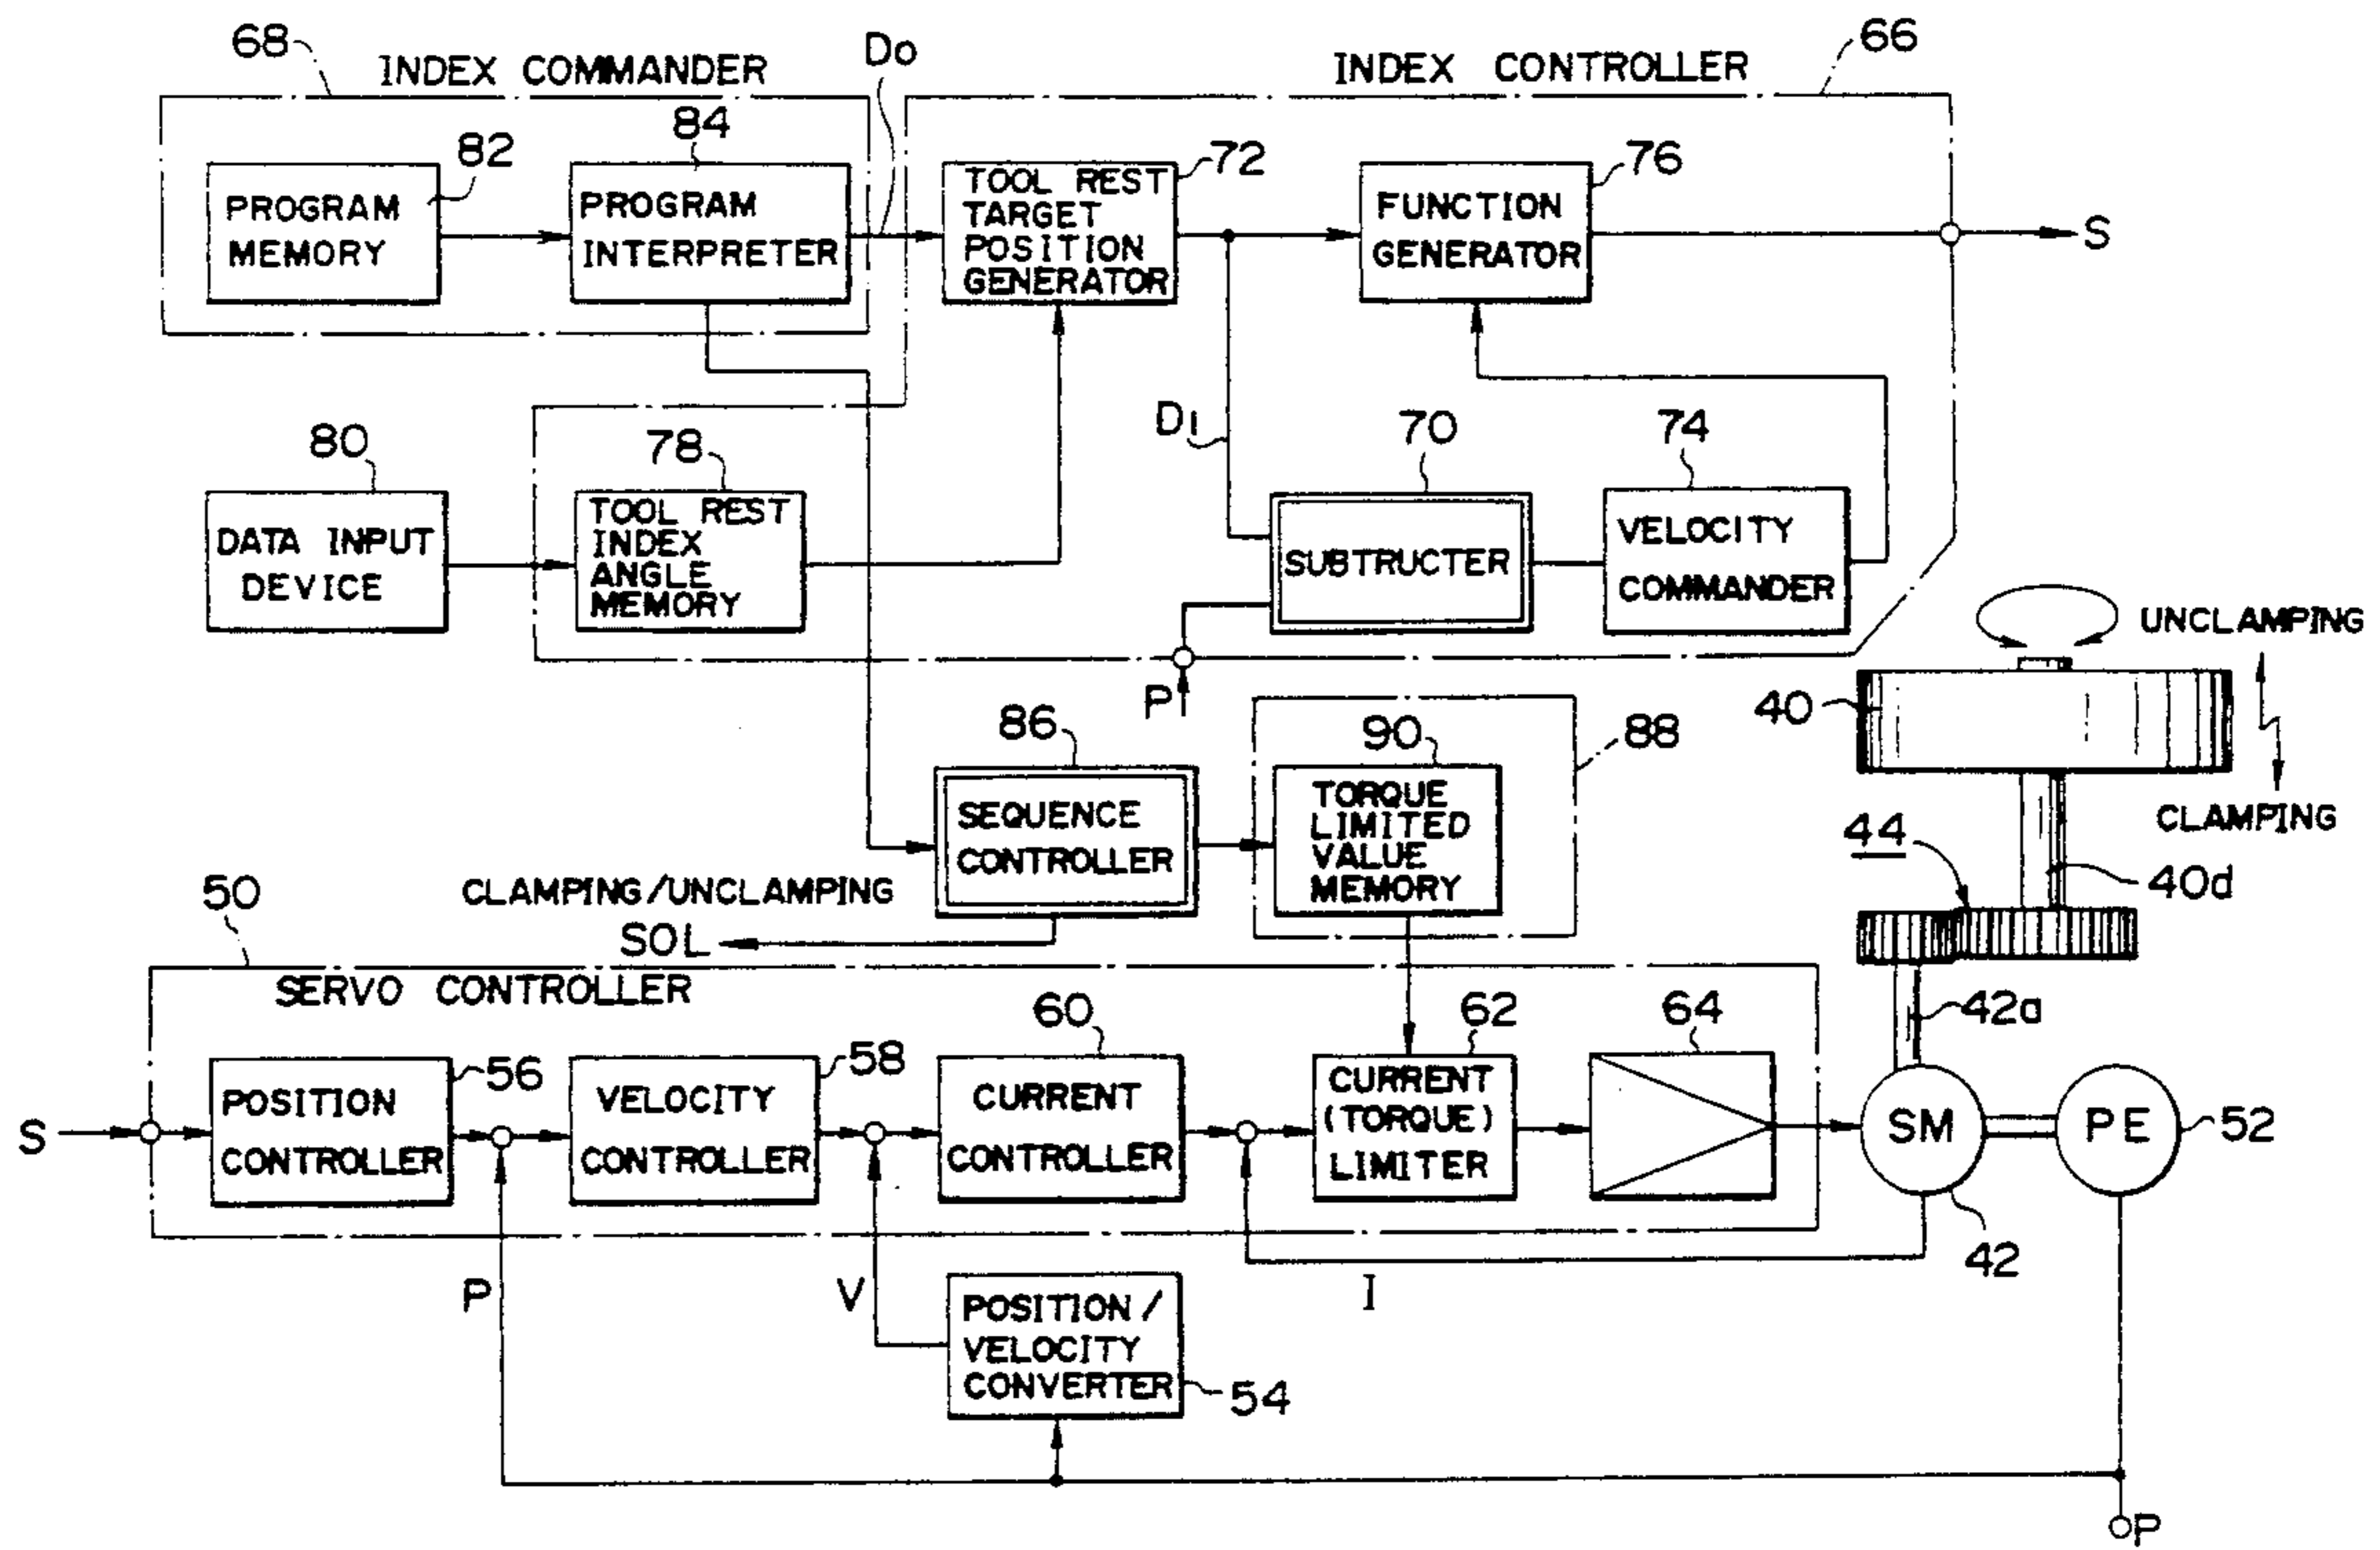 68
INDEX COMMANDER
Do
INDEX CONTROLLER
66
82
84
72
76
PROGRAM
MEMORY
PROGRAM
INTERPRETER
TOOL REST
TARGET
POSITION
GENERATOR
FUNCTION
GENERATOR
S
80
78
D1
70
74
DATA INPUT
DEVICE
TOOL REST
INDEX
ANGLE
MEMORY
SUBTRUCTER
VELOCITY
COMMANDER
P
UNCLAMPING
40
CLAMPING
86
90
88
SEQUENCE
CONTROLLER
TORQUE
LIMITED
VALUE
MEMORY
44
40d
CLAMPING/UNCLAMPING
SOL
50
SERVO CONTROLLER
60
62
64
42a
S
POSITION
CONTROLLER
56
VELOCITY
CONTROLLER
58
CURRENT
CONTROLLER
CURRENT
(TORQUE)
LIMITER
SM
PE
52
42
P
V
I
POSITION/
VELOCITY
CONVERTER
54
P